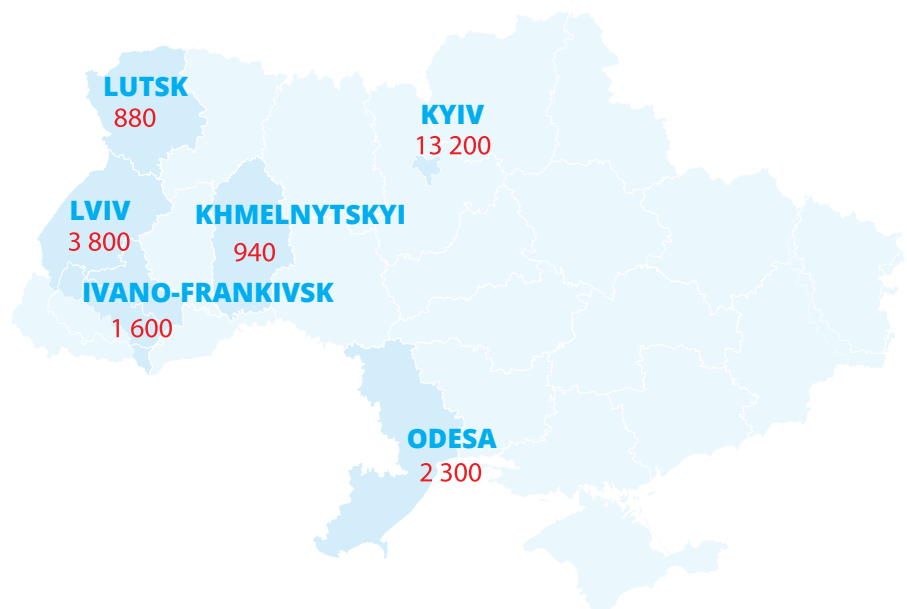 LUTSK
880
KYIV
13 200
LVIV
3 800
KHMELNYTSKYI
940
IVANO-FRANKIVSK
1 600
ODESA
2 300